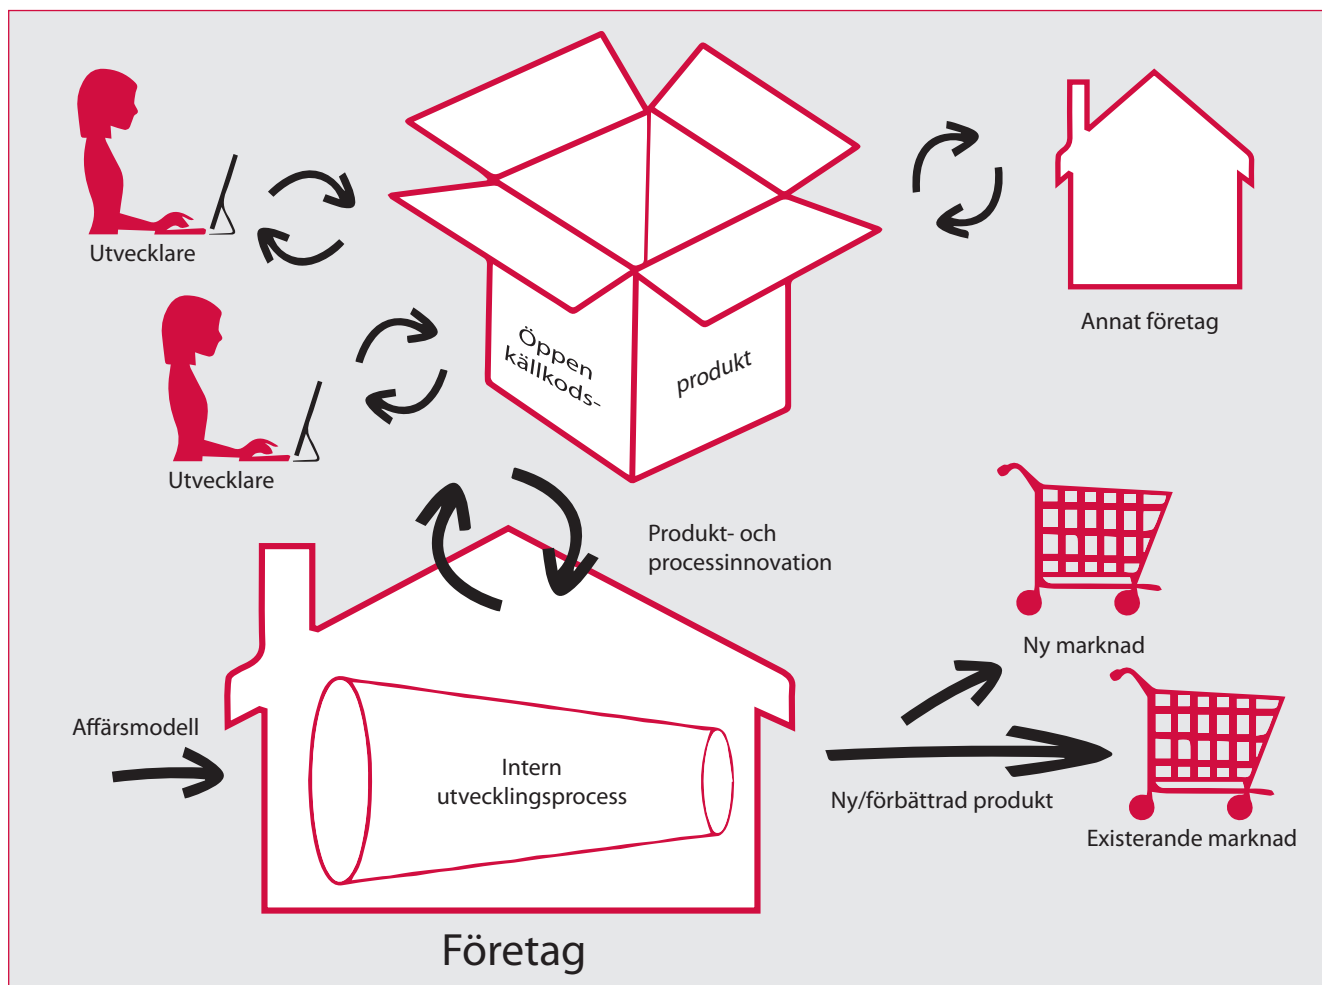 Utvecklare
Annat företag
Öppen
källkods-
produkt
Utvecklare
Produkt- och
processinnovation
Ny marknad
Affärsmodell
Intern
utvecklingsprocess
Ny/förbättrad produkt
Existerande marknad
Företag